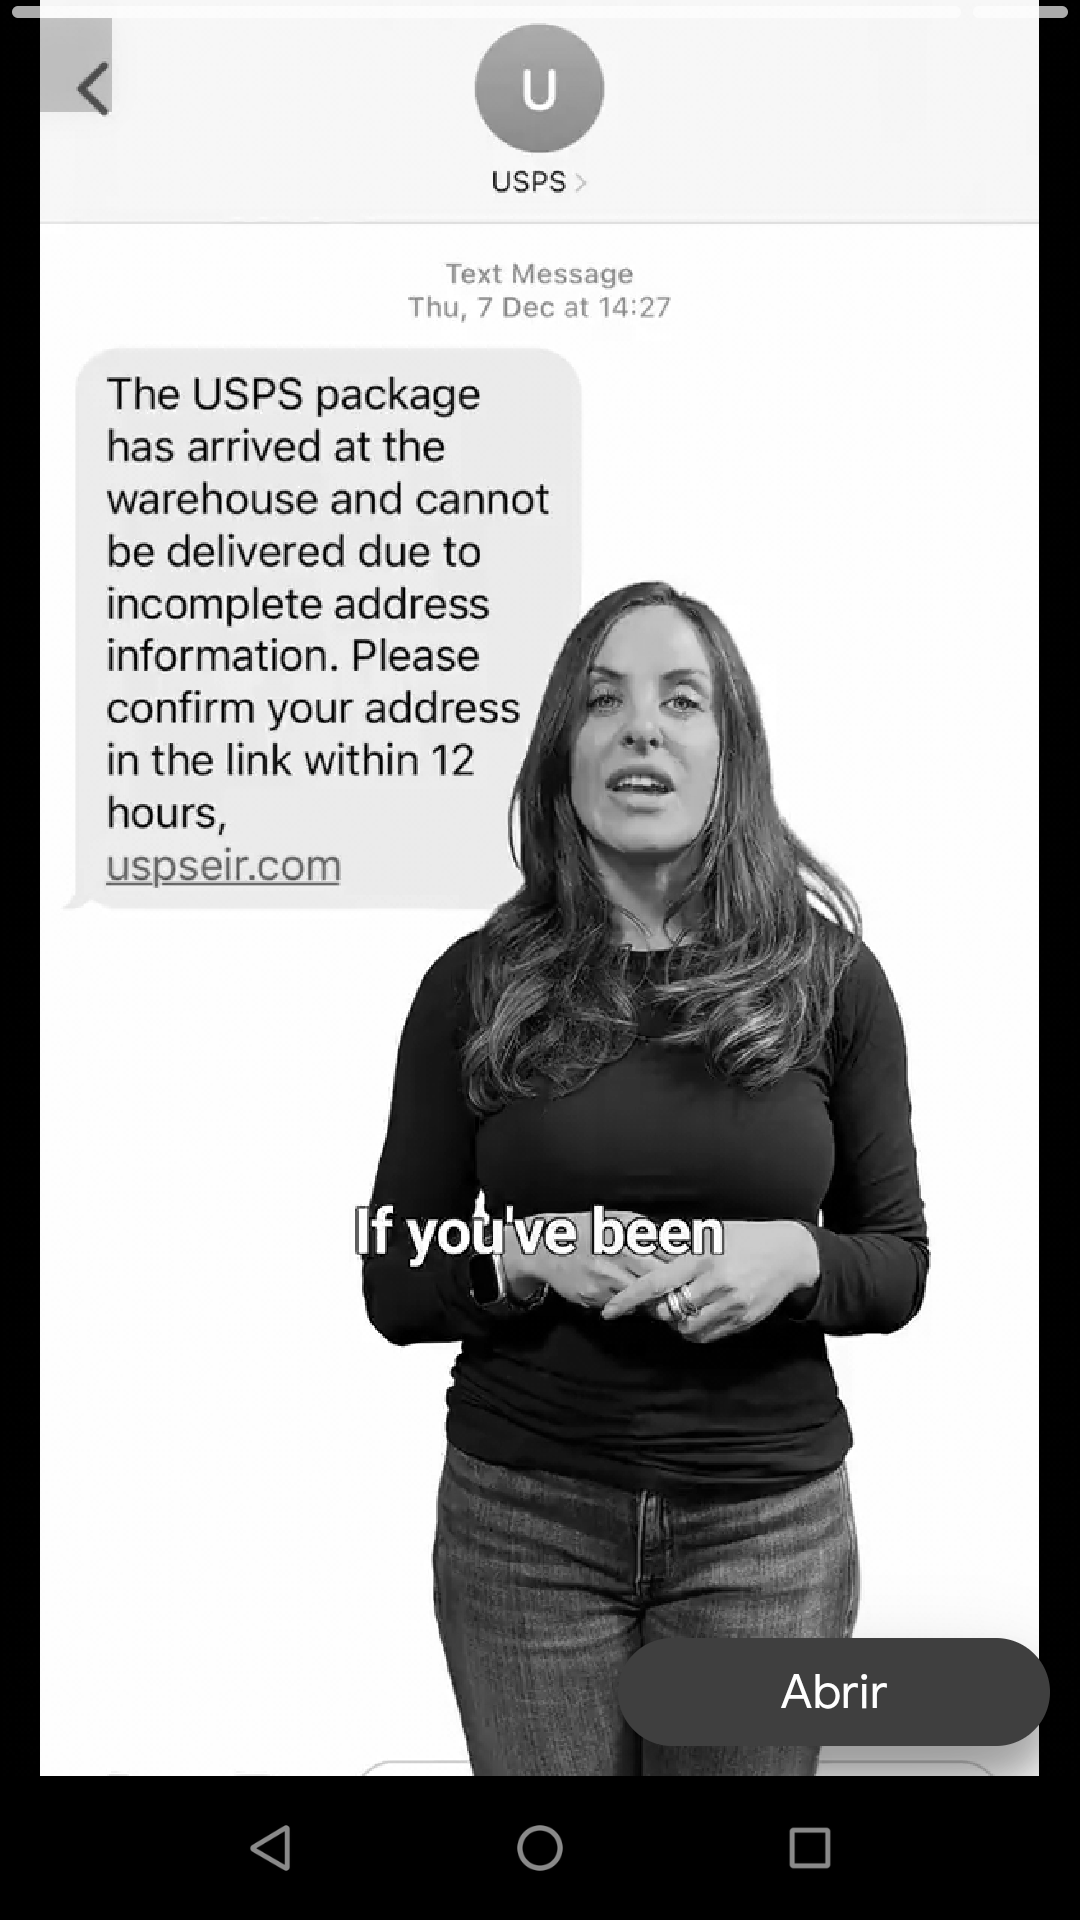 U
USPS
Text Message
Thu, 7 Dec at 14:27
The USPS package
has arrived at the
warehouse and cannot
be delivered due to
incomplete address
information. Please
confirm your address
in the link within 12
hours,
uspseir.com
If you've been
Abrir